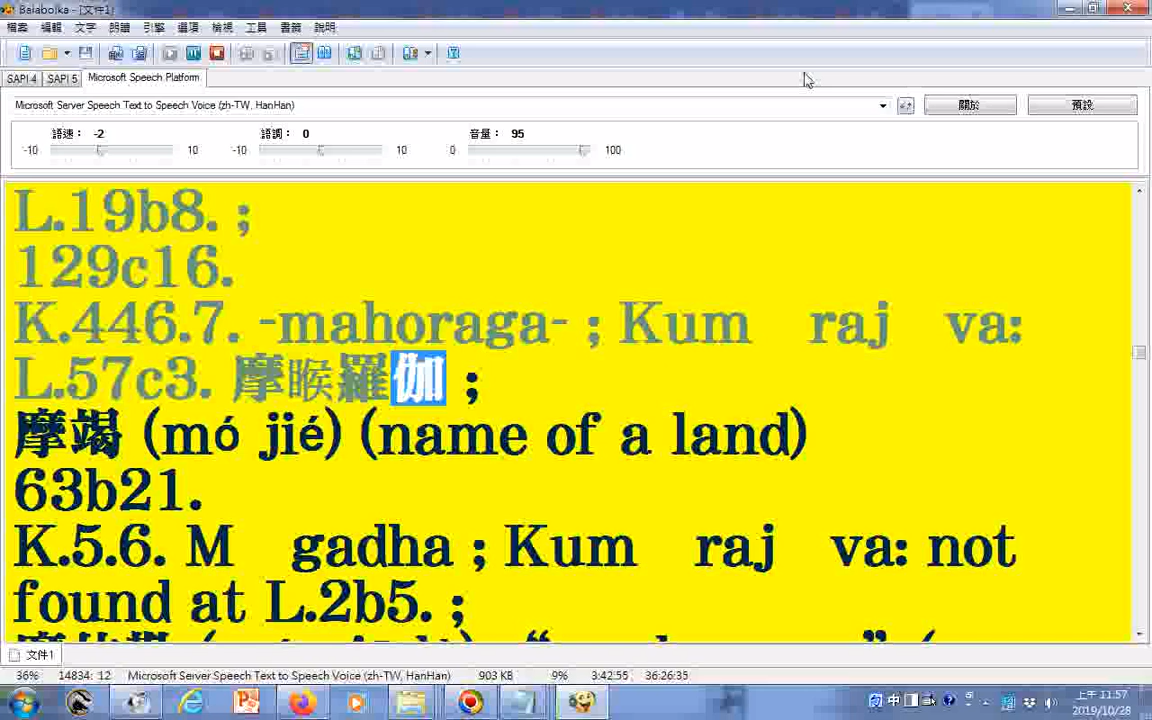 Balabolka - [文件1]
檔案 編輯 文字 朗讀 引擎 選項 檢視 工具 書籤 說明
SAPI 4 SAPI 5 Microsoft Speech Platform
Microsoft Server Speech Text to Speech Voice (zh-TW, HanHan) 關於 預設
語速： -2 語調： 0 音量： 95
-10 10 -10 10 0 100
L.19b8. ;
129c16.
K.446.7. -mahoraga- ; Kum raj va:
L.57c3. 摩睺羅伽 ;
摩竭 (mó jié) (name of a land)
63b21.
K.5.6. M gadha ; Kum raj va: not
found at L.2b5. ;
文件1
36% 14834: 12 Microsoft Server Speech Text to Speech Voice (zh-TW, HanHan) 903 KB 9% 3:42:55 36:26:35
中 上午 11:57
2019/10/28